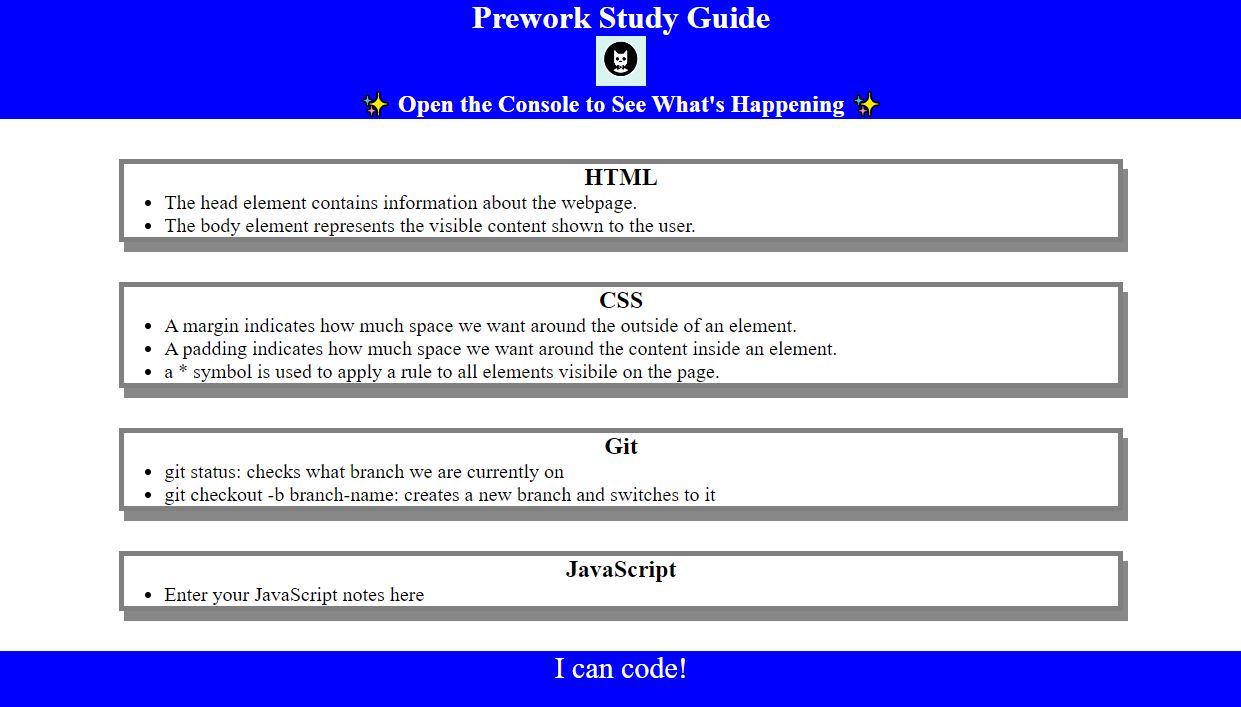 Prework Study Guide
✨ Open the Console to See What's Happening ✨
HTML
• The head element contains information about the webpage.
• The body element represents the visible content shown to the user.
CSS
• A margin indicates how much space we want around the outside of an element.
• A padding indicates how much space we want around the content inside an element.
• a * symbol is used to apply a rule to all elements visibile on the page.
Git
• git status: checks what branch we are currently on
• git checkout -b branch-name: creates a new branch and switches to it
JavaScript
• Enter your JavaScript notes here
I can code!